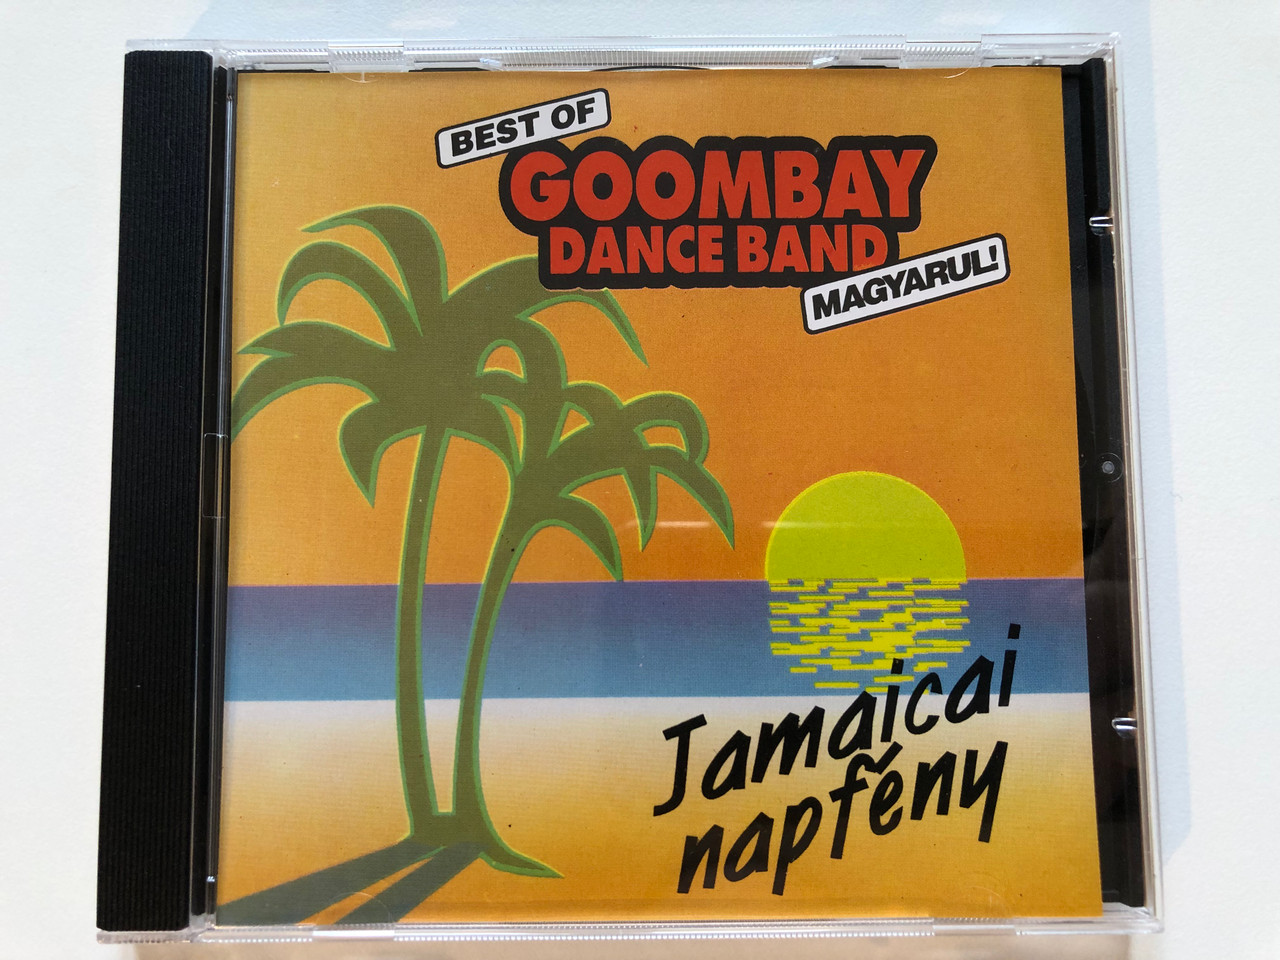 BEST OF
GOOMBAY
DANCE BAND
MAGYARUL!
Jamaicai
napfény